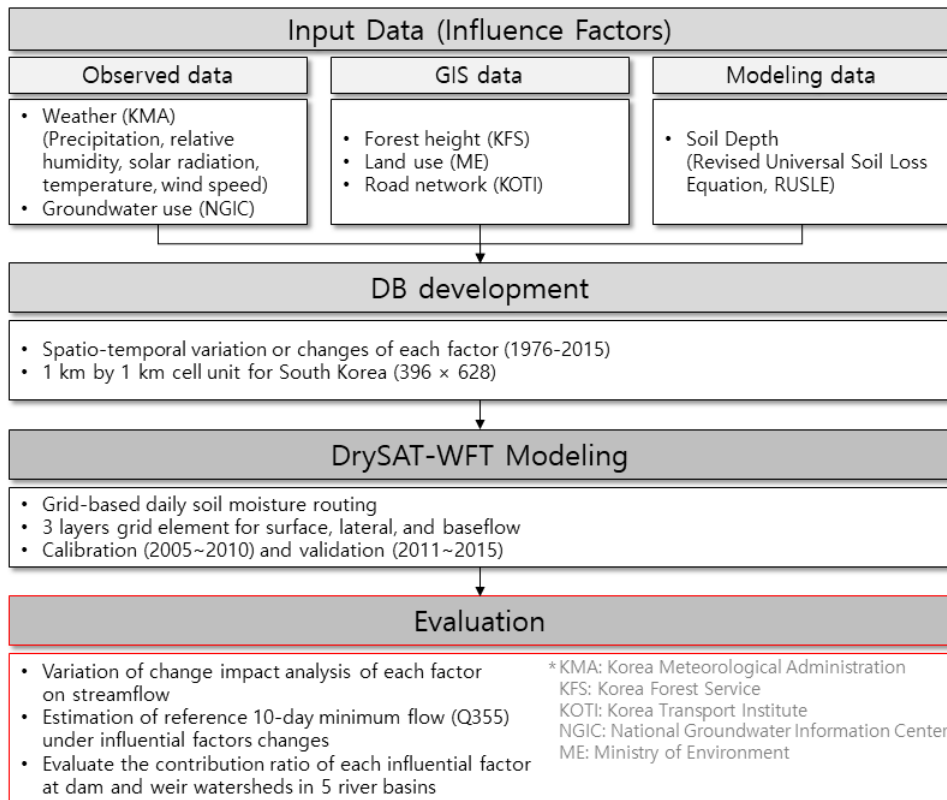 Input Data (Influence Factors)
Observed data
• Weather (KMA)
(Precipitation, relative
humidity, solar radiation,
temperature, wind speed)
• Groundwater use (NGIC)
GIS data
• Forest height (KFS)
• Land use (ME)
• Road network (KOTI)
Modeling data
• Soil Depth
(Revised Universal Soil Loss
Equation, RUSLE)
DB development
• Spatio-temporal variation or changes of each factor (1976-2015)
• 1 km by 1 km cell unit for South Korea (396 × 628)
DrySAT-WFT Modeling
• Grid-based daily soil moisture routing
• 3 layers grid element for surface, lateral, and baseflow
• Calibration (2005~2010) and validation (2011~2015)
Evaluation
• Variation of change impact analysis of each factor
on streamflow
• Estimation of reference 10-day minimum flow (Q355)
under influential factors changes
• Evaluate the contribution ratio of each influential factor
at dam and weir watersheds in 5 river basins
* KMA: Korea Meteorological Administration
KFS: Korea Forest Service
KOTI: Korea Transport Institute
NGIC: National Groundwater Information Center
ME: Ministry of Environment